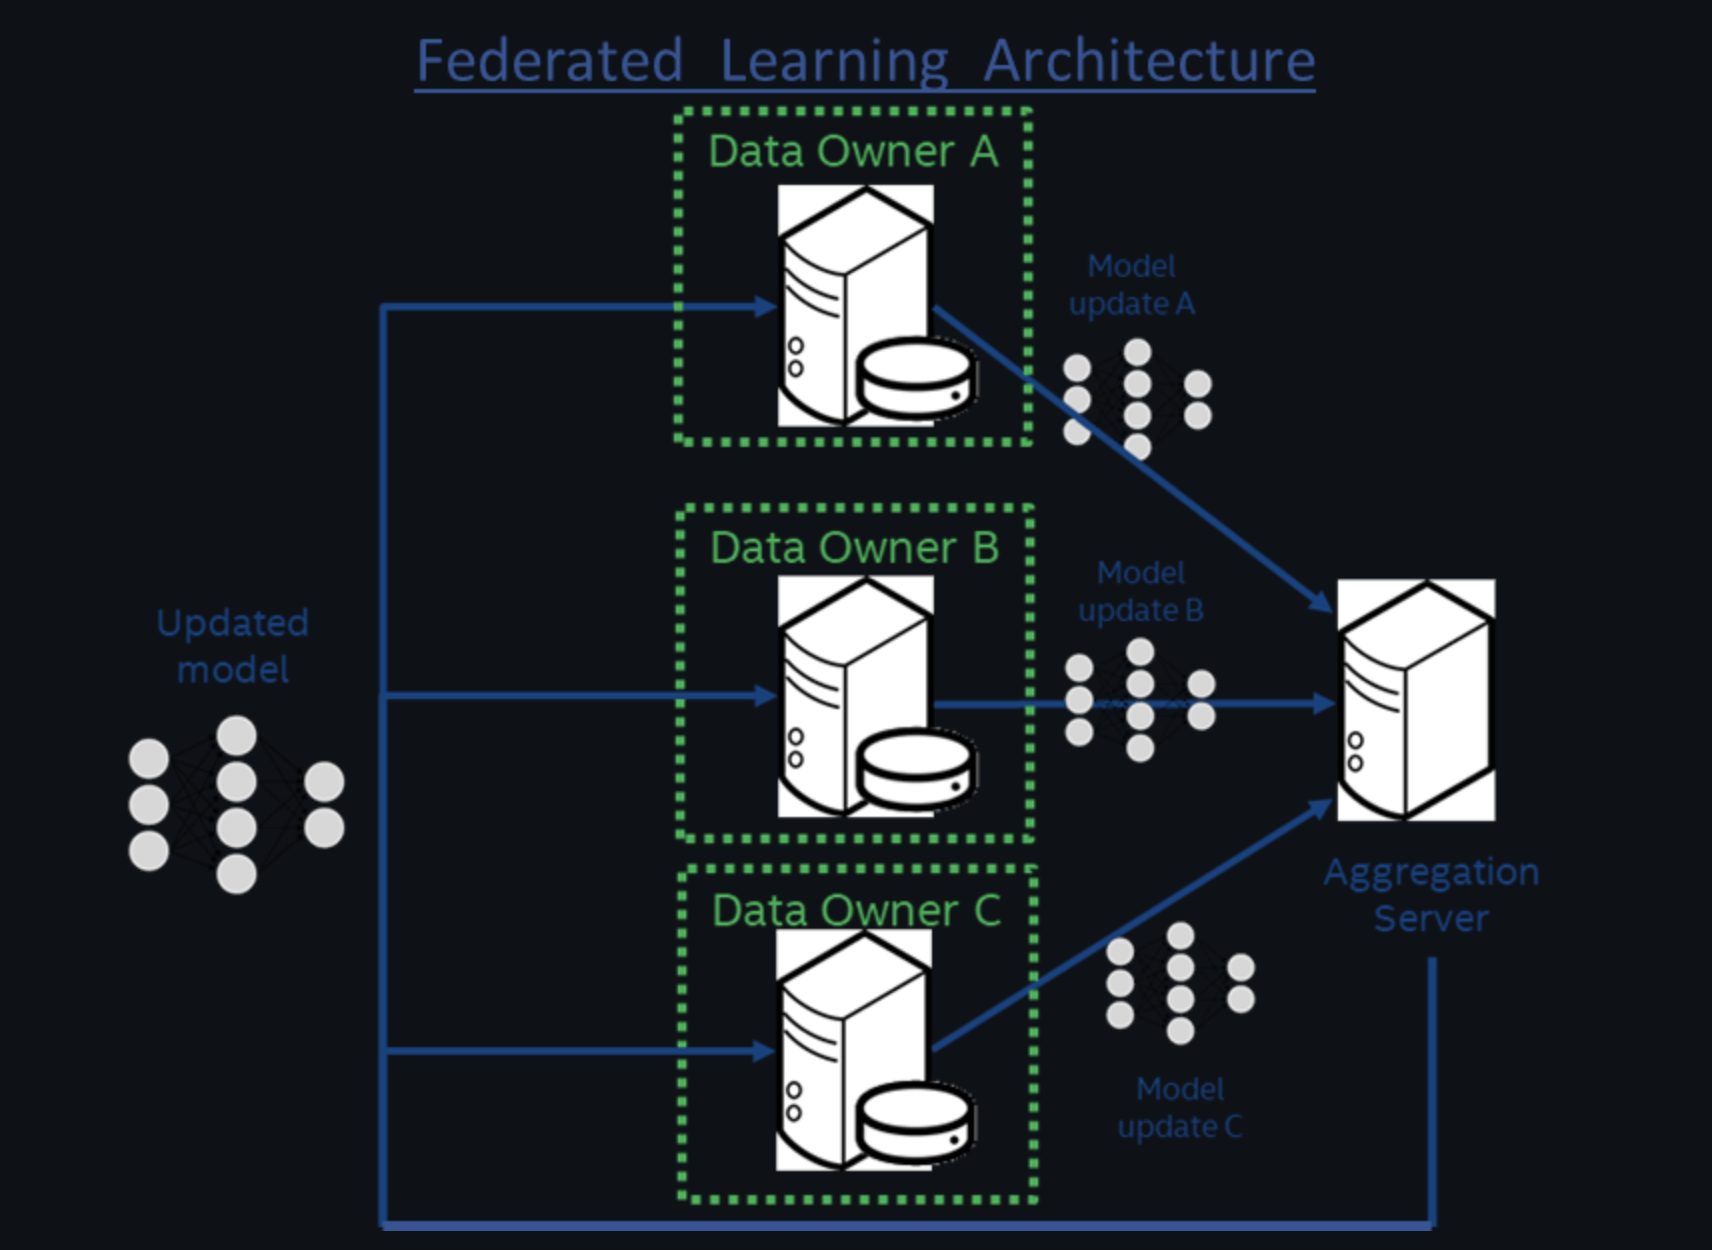 Federated Learning Architecture
Data Owner A
Model
update A
Data Owner B
Model
update B
Updated
model
Data Owner C
Aggregation
Server
Model
update C